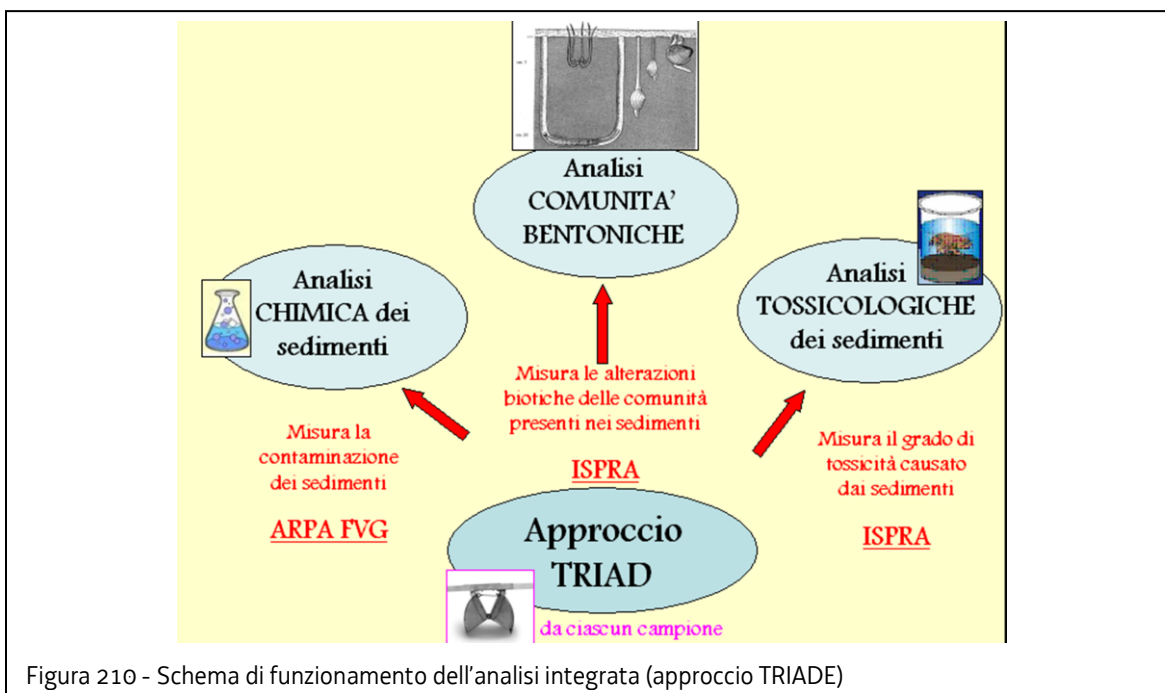 Analisi
COMUNITA'
BENTONICHE
Analisi
CHIMICA dei
sedimenti
Analisi
TOSSICOLOGICHE
dei sedimenti
Misura le alterazioni
biotiche delle comunità
presenti nei sedimenti
ISPRA
Misura la
contaminazione
dei sedimenti
ARPA FVG
Misura il grado di
tossicità causato
dai sedimenti
ISPRA
Approccio
TRIAD
da ciascun campione
Figura 210 - Schema di funzionamento dell'analisi integrata (approccio TRIADE)